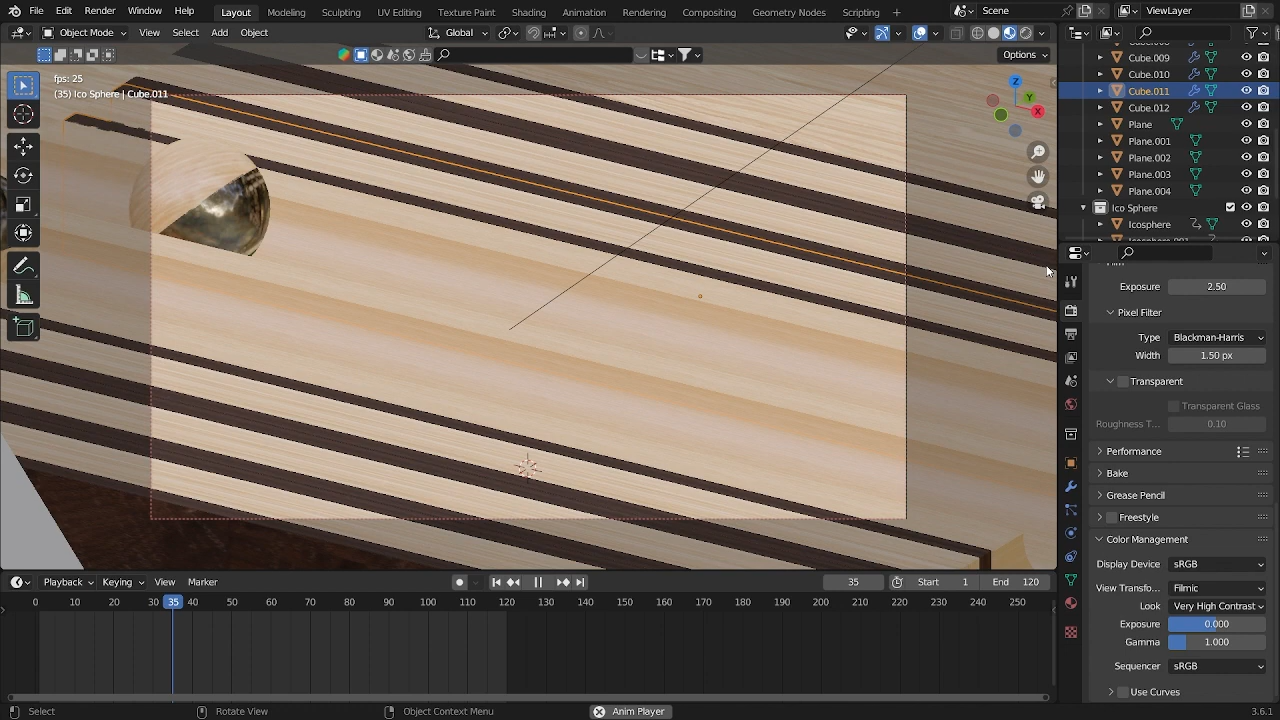 File Edit Render Window Help Layout Modeling Sculpting UV Editing Texture Paint Shading Animation Rendering Compositing Geometry Nodes Scripting + Scene ViewLayer
Object Mode View Select Add Object Global
Options
fps: 25
(35) Ico Sphere | Cube.011
Z
Y
X
Cube.009
Cube.010
Cube.011
Cube.012
Plane
Plane.001
Plane.002
Plane.003
Plane.004
Ico Sphere
Icosphere
Icosphere.001
Exposure 2.50
Pixel Filter
Type Blackman-Harris
Width 1.50 px
Transparent
Transparent Glass
Roughness T... 0.10
Performance
Bake
Grease Pencil
Freestyle
Color Management
Display Device sRGB
View Transfo... Filmic
Look Very High Contrast
Exposure 0.000
Gamma 1.000
Sequencer sRGB
Use Curves
Playback Keying View Marker 35 Start 1 End 120
0 10 20 30 35 40 50 60 70 80 90 100 110 120 130 140 150 160 170 180 190 200 210 220 230 240 250
Select Rotate View Object Context Menu Anim Player 3.6.1